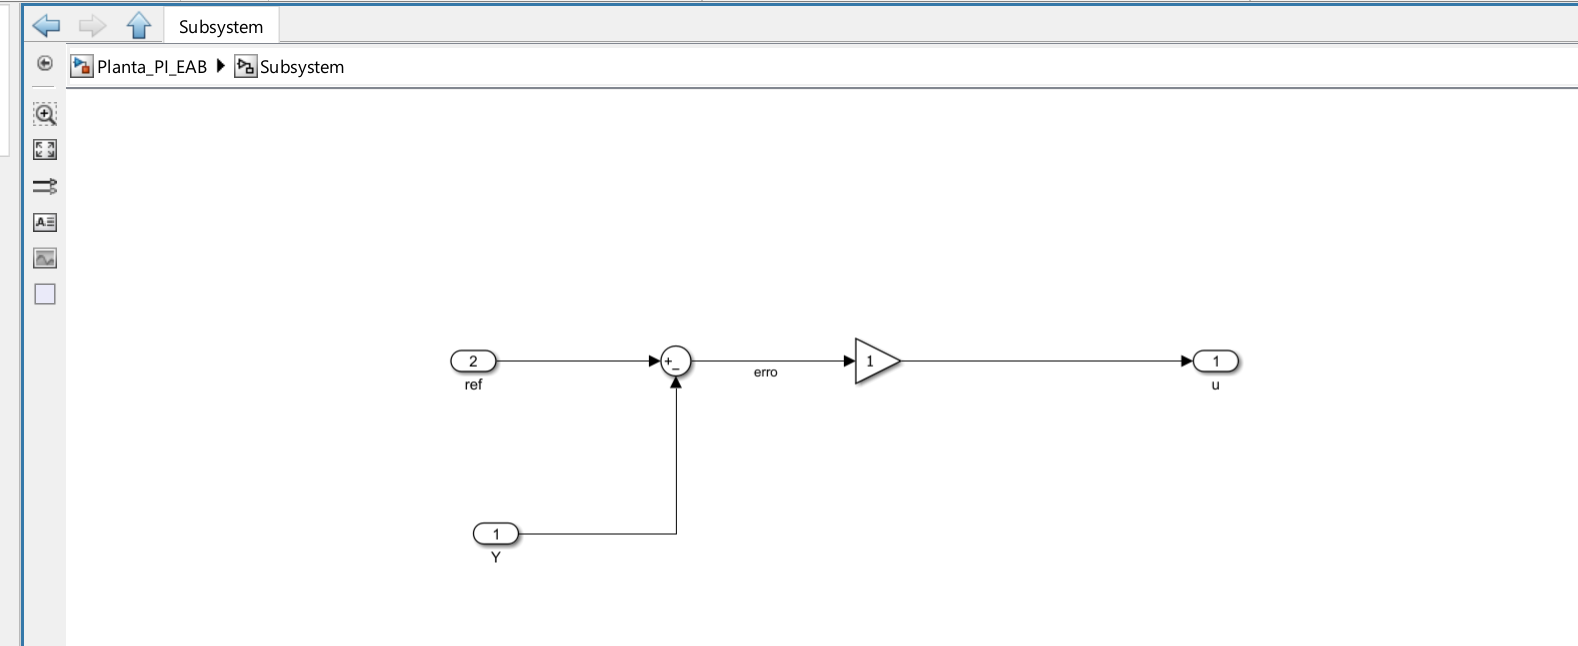 Subsystem
Planta_PI_EAB Subsystem
2
ref
+
−
erro
1
1
u
1
Y